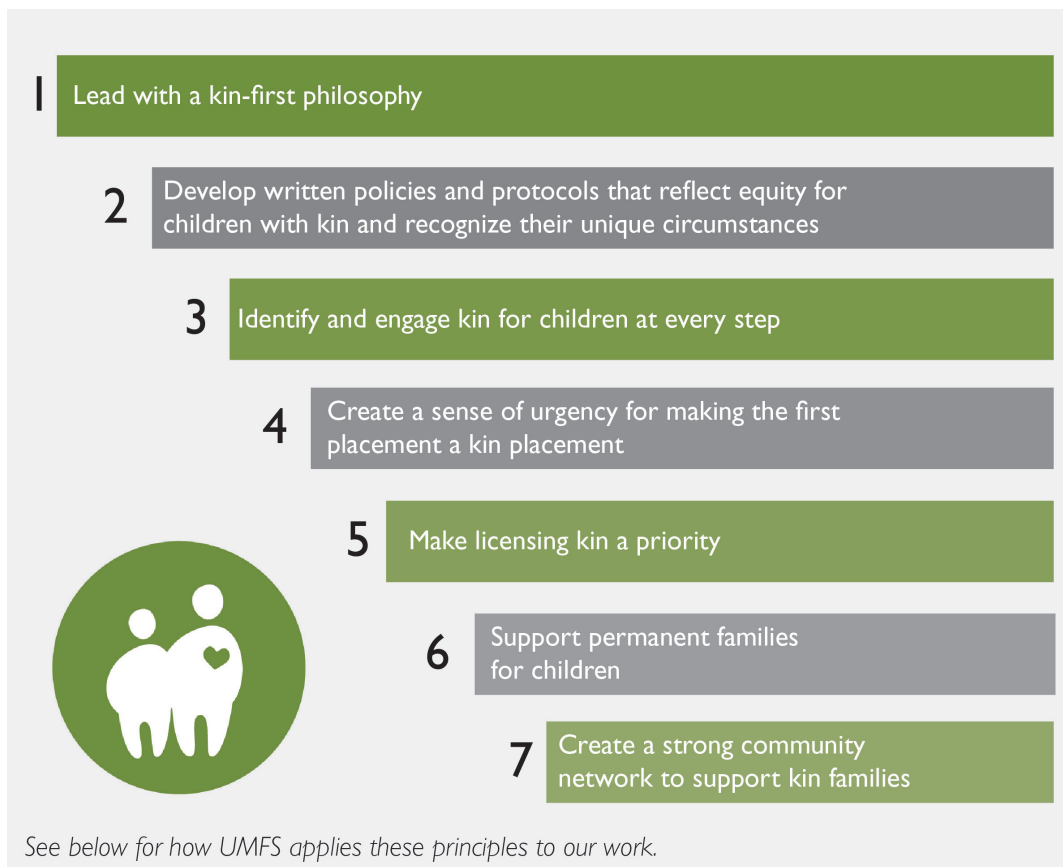 1 Lead with a kin-first philosophy
2 Develop written policies and protocols that reflect equity for
children with kin and recognize their unique circumstances
3 Identify and engage kin for children at every step
4 Create a sense of urgency for making the first
placement a kin placement
5 Make licensing kin a priority
6 Support permanent families
for children
7 Create a strong community
network to support kin families
See below for how UMFS applies these principles to our work.